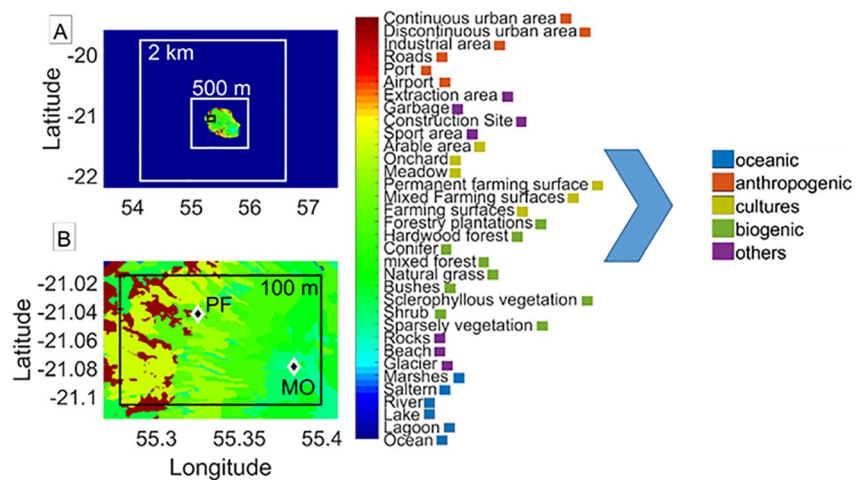 A
-20
-21
-22
Latitude
2 km
500 m
54
55
56
57
B
-21.02
-21.04
-21.06
-21.08
-21.1
Latitude
100 m
PF
MO
55.3
55.35
55.4
Longitude
Continuous urban area
Discontinuous urban area
Industrial area
Roads
Port
Airport
Extraction area
Garbage
Construction Site
Sport area
Arable area
Onchard
Meadow
Permanent farming surface
Mixed Farming surfaces
Farming surfaces
Forestry plantations
Hardwood forest
Conifer
mixed forest
Natural grass
Bushes
Sclerophyllous vegetation
Shrub
Sparsely vegetation
Rocks
Beach
Glacier
Marshes
Saltern
River
Lake
Lagoon
Ocean
oceanic
anthropogenic
cultures
biogenic
others